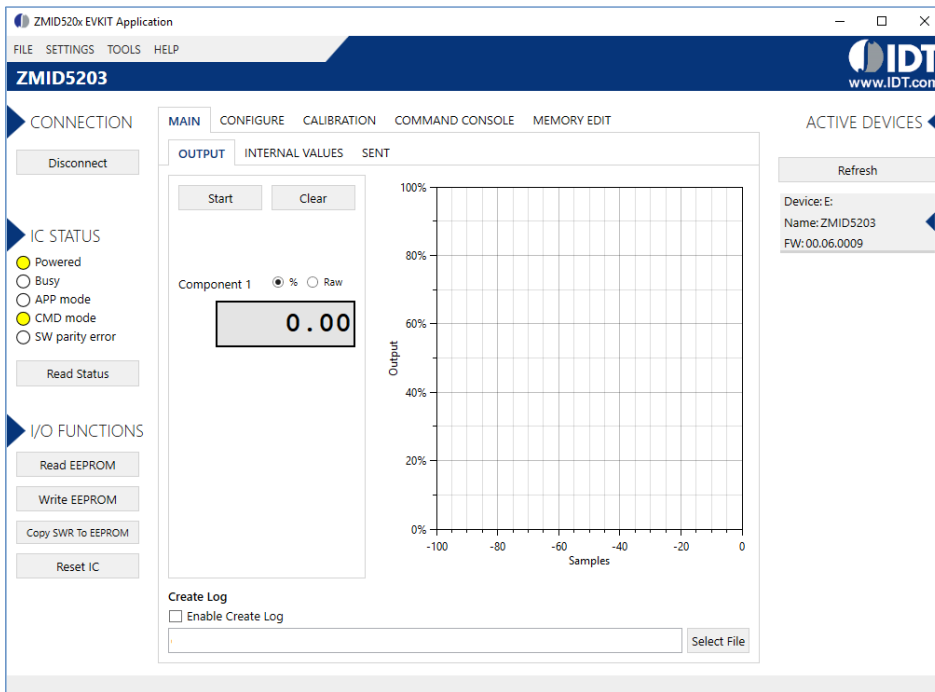 ZMID520x EVKIT Application
FILE SETTINGS TOOLS HELP
IDT
www.IDT.com
ZMID5203
CONNECTION
Disconnect
IC STATUS
Powered
Busy
APP mode
CMD mode
SW parity error
Read Status
I/O FUNCTIONS
Read EEPROM
Write EEPROM
Copy SWR To EEPROM
Reset IC
MAIN CONFIGURE CALIBRATION COMMAND CONSOLE MEMORY EDIT
OUTPUT INTERNAL VALUES SENT
Start Clear
Component 1 % Raw
0.00
100%
80%
60%
40%
20%
0%
Output
-100 -80 -60 -40 -20 0
Samples
Create Log
Enable Create Log
Select File
ACTIVE DEVICES
Refresh
Device: E:
Name: ZMID5203
FW: 00.06.0009